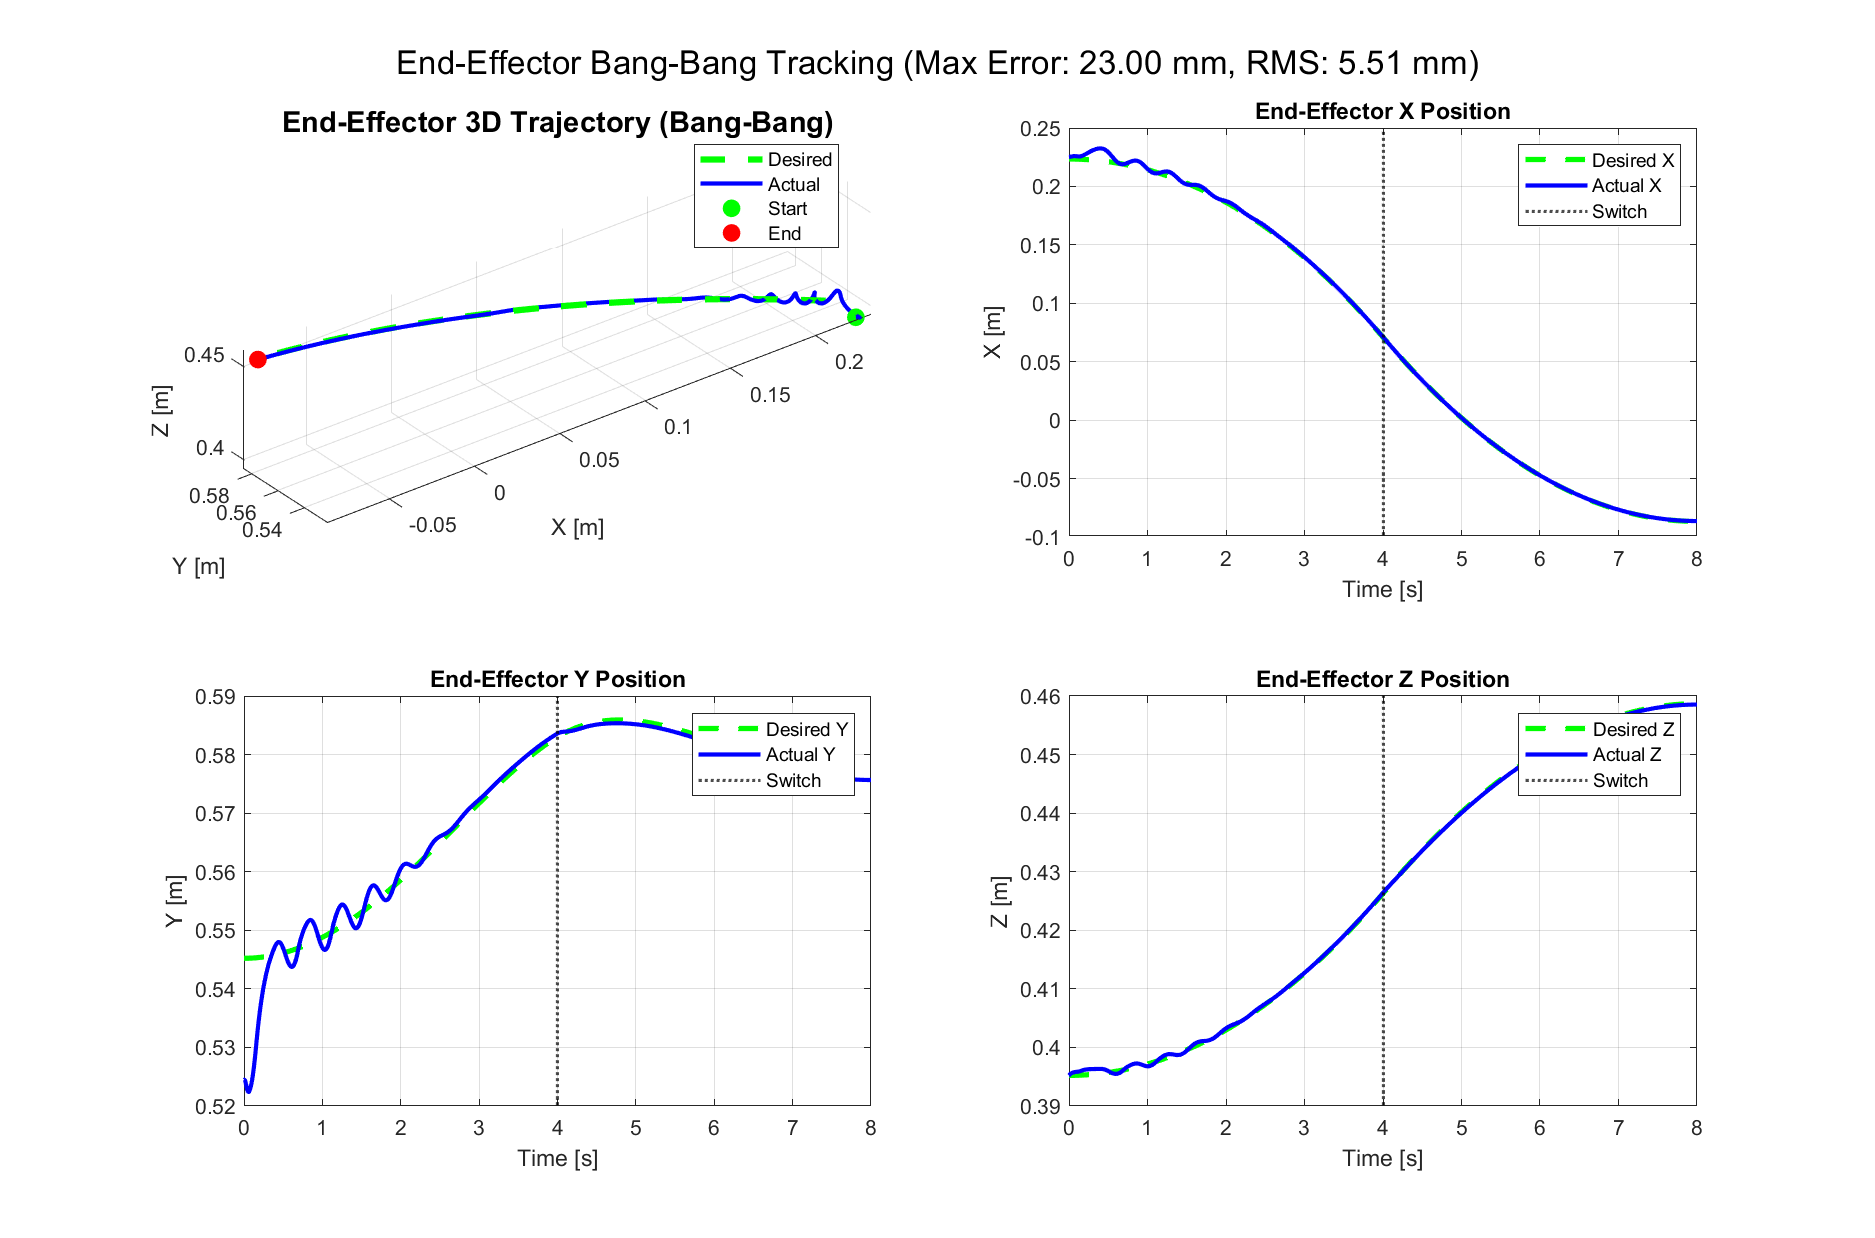 End-Effector Bang-Bang Tracking (Max Error: 23.00 mm, RMS: 5.51 mm)
End-Effector 3D Trajectory (Bang-Bang)
Desired
Actual
Start
End
0.45
0.4
Z [m]
0.58
0.56
0.54
Y [m]
-0.05
0
0.05
0.1
0.15
0.2
X [m]
End-Effector X Position
Desired X
Actual X
Switch
0.25
0.2
0.15
0.1
0.05
0
-0.05
-0.1
X [m]
0 1 2 3 4 5 6 7 8
Time [s]
End-Effector Y Position
Desired Y
Actual Y
Switch
0.59
0.58
0.57
0.56
0.55
0.54
0.53
0.52
Y [m]
0 1 2 3 4 5 6 7 8
Time [s]
End-Effector Z Position
Desired Z
Actual Z
Switch
0.46
0.45
0.44
0.43
0.42
0.41
0.4
0.39
Z [m]
0 1 2 3 4 5 6 7 8
Time [s]